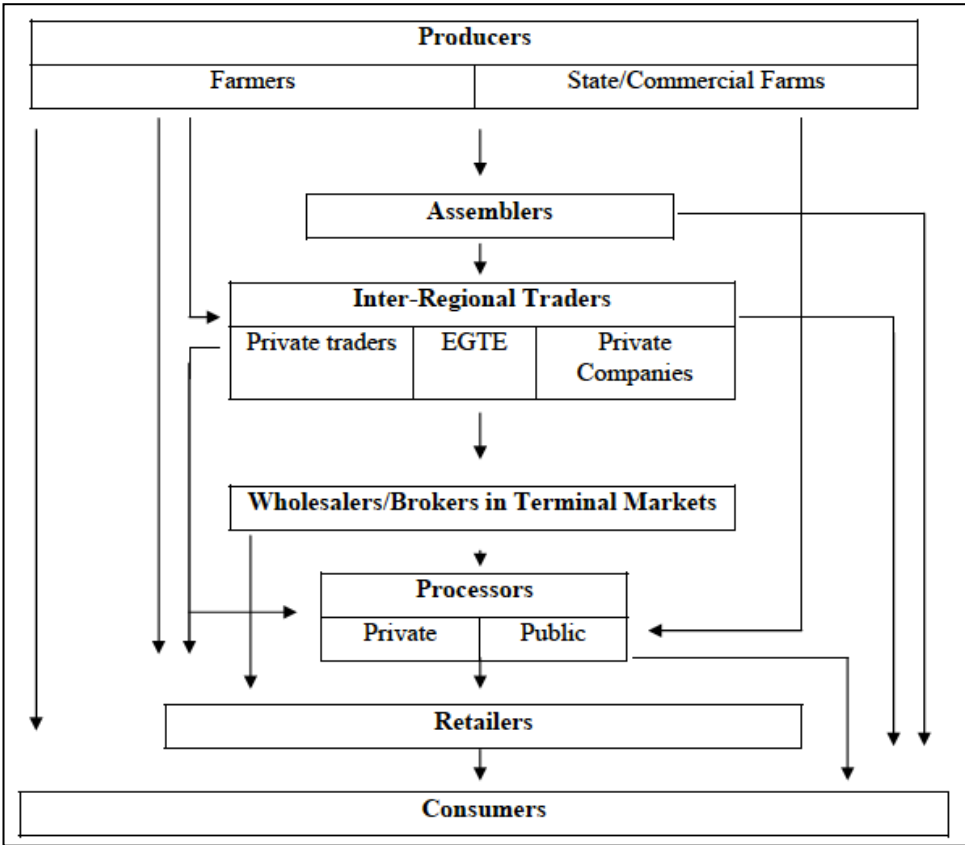 Producers
Farmers
State/Commercial Farms
Assemblers
Inter-Regional Traders
Private traders
EGTE
Private
Companies
Wholesalers/Brokers in Terminal Markets
Processors
Private
Public
Retailers
Consumers